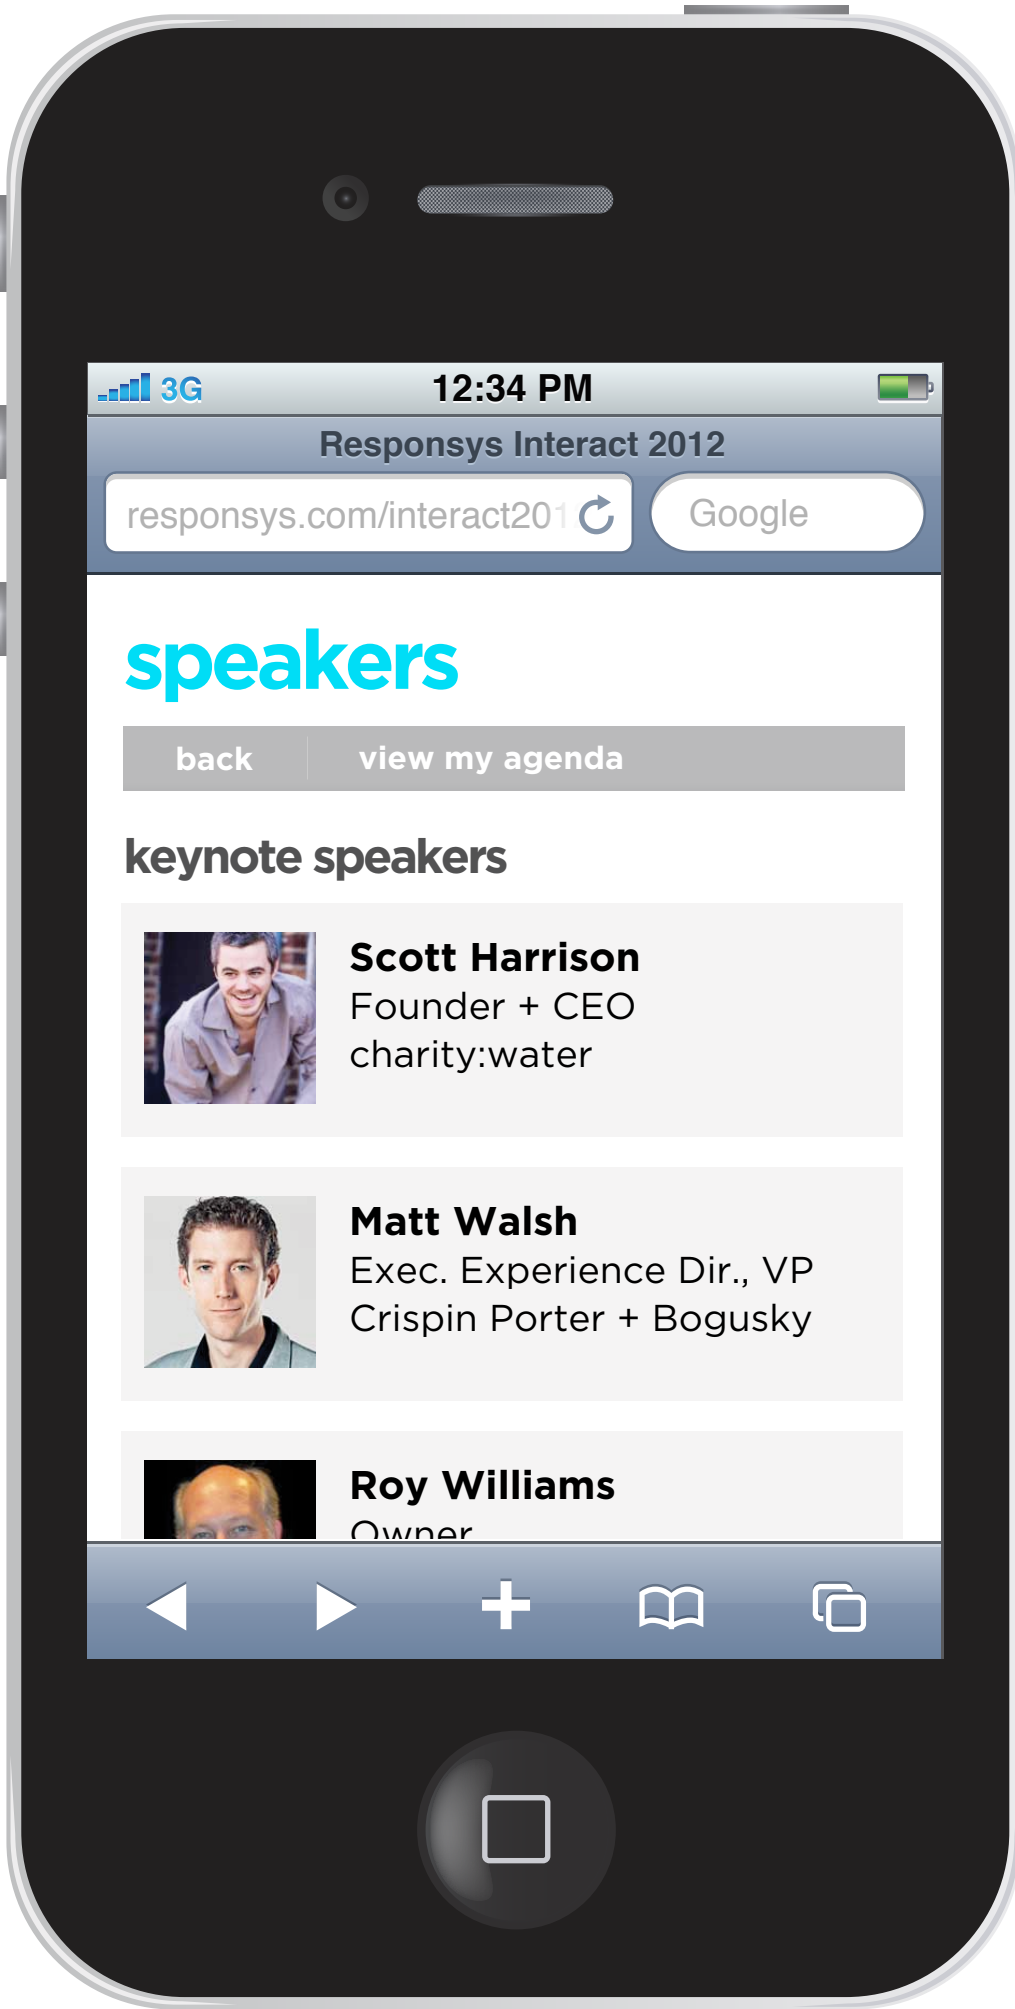 3G 12:34 PM
Responsys Interact 2012
responsys.com/interact201 Google
speakers
back view my agenda
keynote speakers
Scott Harrison
Founder + CEO
charity:water
Matt Walsh
Exec. Experience Dir., VP
Crispin Porter + Bogusky
Roy Williams
Owner